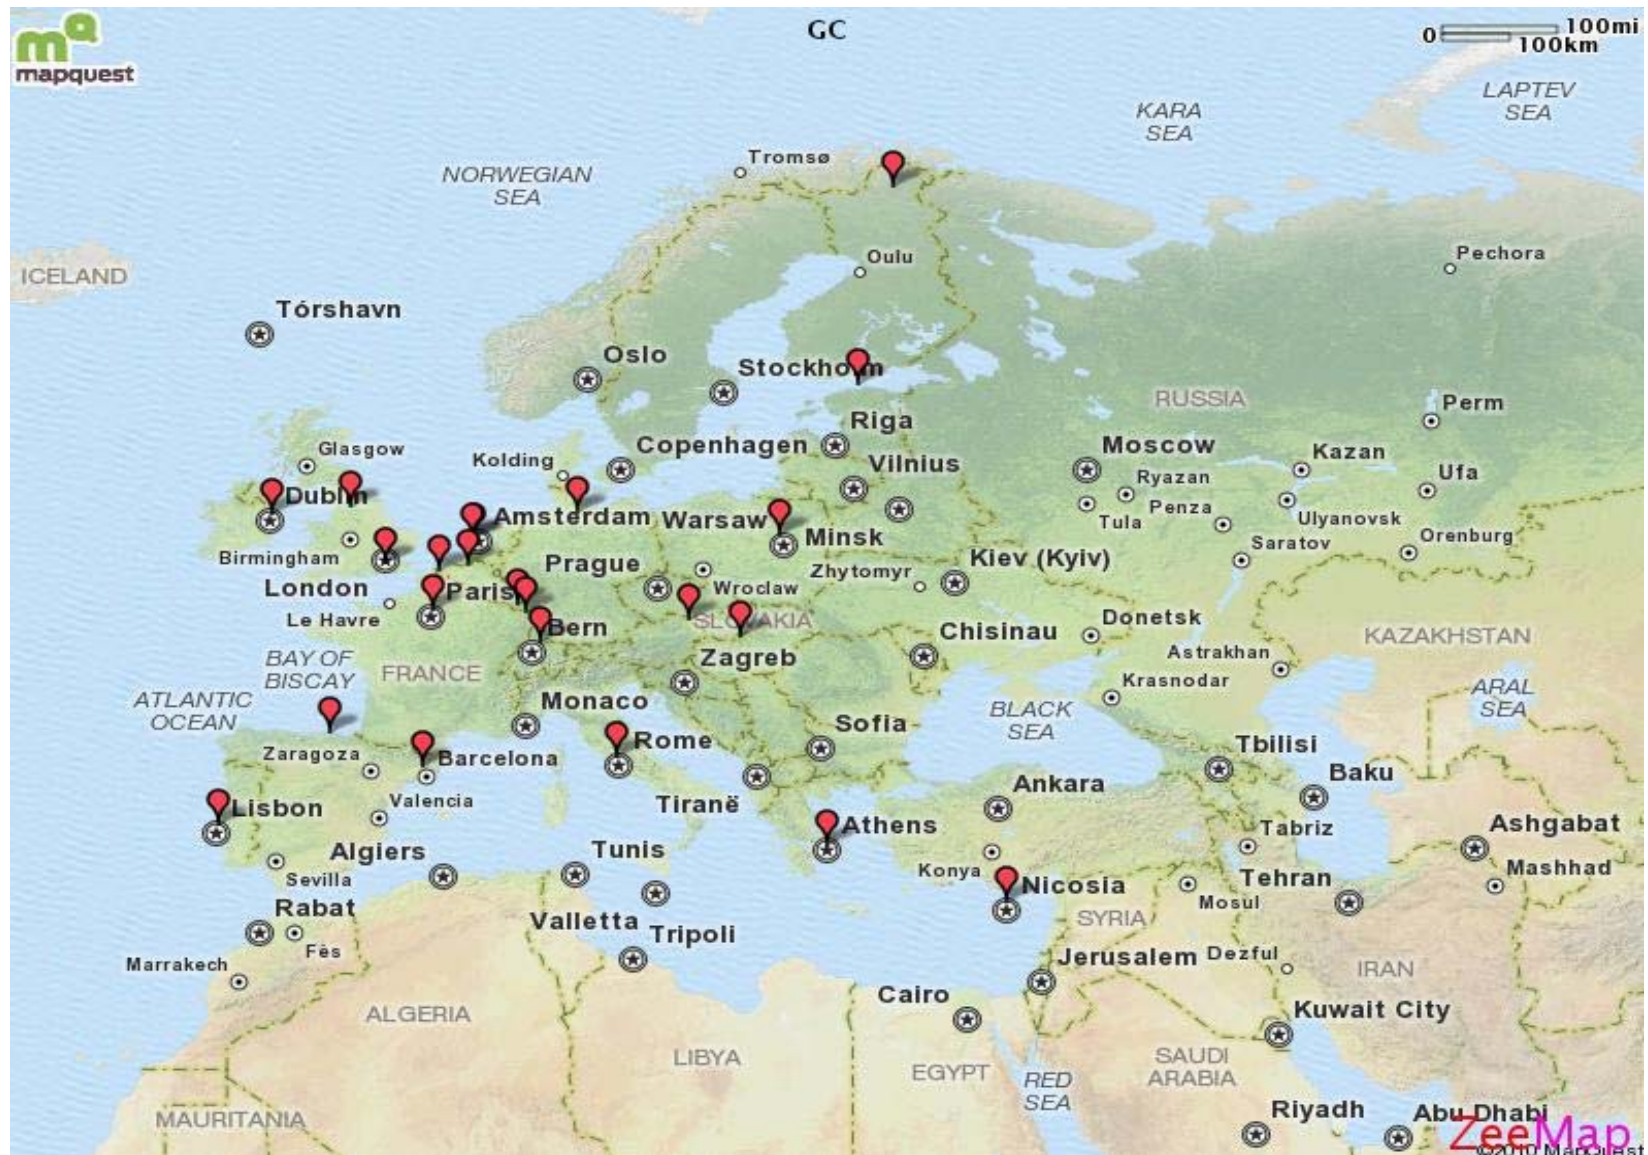 mapquest
GC
0
100mi
100km
LAPTEV
SEA
KARA
SEA
NORWEGIAN
SEA
Tromsø
Oulu
Pechora
ICELAND
Tórshavn
Oslo
Stockholm
RUSSIA
Perm
Riga
Glasgow
Kolding
Copenhagen
Moscow
Kazan
Vilnius
Ryazan
Ufa
Dublin
Amsterdam
Warsaw
Tula
Penza
Ulyanovsk
Minsk
Saratov
Orenburg
Birmingham
London
Prague
Zhytomyr
Kiev (Kyiv)
Wroclaw
Le Havre
Paris
SLOVAKIA
Bern
Chisinau
Donetsk
KAZAKHSTAN
BAY OF
BISCAY
FRANCE
Zagreb
Astrakhan
Krasnodar
ATLANTIC
OCEAN
Monaco
BLACK
SEA
ARAL
SEA
Sofia
Zaragoza
Barcelona
Rome
Tbilisi
Baku
Lisbon
Valencia
Tiranë
Ankara
Athens
Tabriz
Ashgabat
Algiers
Tunis
Konya
Mashhad
Sevilla
Nicosia
Mosul
Tehran
Rabat
Valletta
SYRIA
Fès
Tripoli
Marrakech
Jerusalem
Dezful
IRAN
Cairo
Kuwait City
ALGERIA
LIBYA
EGYPT
RED
SEA
SAUDI
ARABIA
MAURITANIA
Riyadh
Abu Dhabi
ZeeMap
©2010 MapQuest